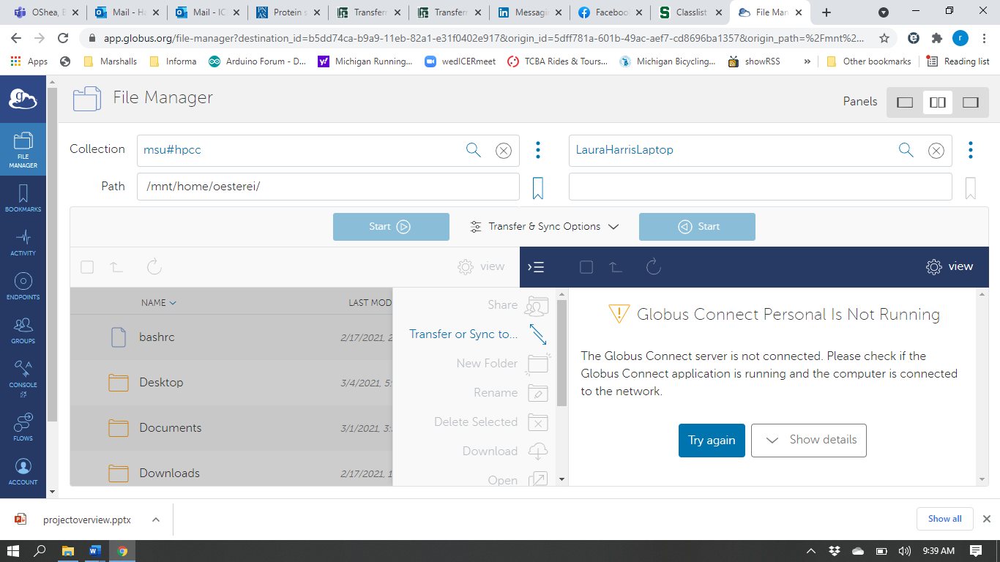 OShea, E
Mail - Ha
Mail - IC
Protein s
Transferr
Transferr
Messagin
Facebook
Classlist
File Man
app.globus.org/file-manager?destination_id=b5dd74ca-b9a9-11eb-82a1-e31f0402e917&origin_id=5dff781a-601b-49ac-aef7-cd8696ba1357&origin_path=%2Fmnt%2...
r
Apps
Marshalls
Informa
Arduino Forum - D...
Michigan Running...
wedICERmeet
TCBA Rides & Tours...
Michigan Bicycling...
showRSS
»
Other bookmarks
Reading list
File Manager
Panels
FILE
MANAGER
BOOKMARKS
ACTIVITY
ENDPOINTS
GROUPS
CONSOLE
FLOWS
ACCOUNT
Collection
msu#hpcc
LauraHarrisLaptop
Path
/mnt/home/oesterei/
Start
Transfer & Sync Options
Start
view
view
NAME
LAST MOD
bashrc
2/17/2021, 2
Desktop
3/4/2021, 5:
Documents
3/1/2021, 3:
Downloads
2/17/2021, 1
Share
Transfer or Sync to...
New Folder
Rename
Delete Selected
Download
Open
Globus Connect Personal Is Not Running
The Globus Connect server is not connected. Please check if the
Globus Connect application is running and the computer is connected
to the network.
Try again
Show details
projectoverview.pptx
Show all
9:39 AM